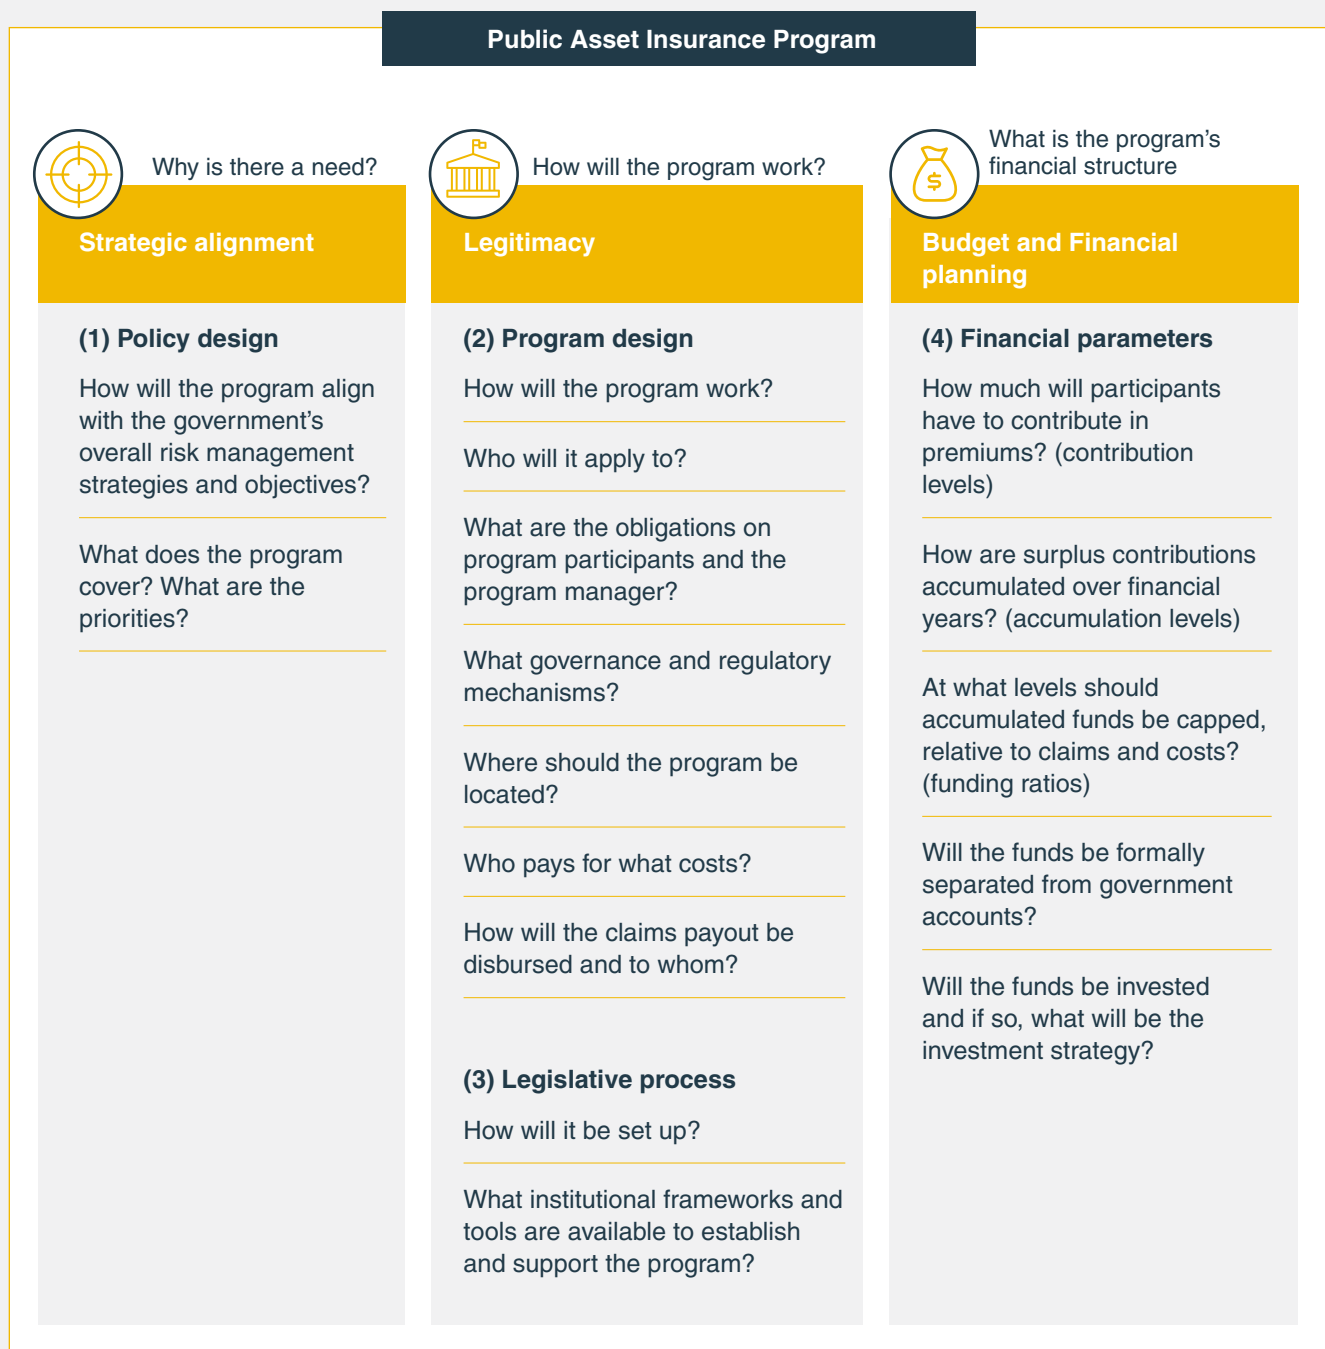 Public Asset Insurance Program
Why is there a need?
Strategic alignment
(1) Policy design
How will the program align
with the government’s
overall risk management
strategies and objectives?
What does the program
cover? What are the
priorities?
How will the program work?
Legitimacy
(2) Program design
How will the program work?
Who will it apply to?
What are the obligations on
program participants and the
program manager?
What governance and regulatory
mechanisms?
Where should the program be
located?
Who pays for what costs?
How will the claims payout be
disbursed and to whom?
(3) Legislative process
How will it be set up?
What institutional frameworks and
tools are available to establish
and support the program?
$
What is the program’s
financial structure
Budget and Financial
planning
(4) Financial parameters
How much will participants
have to contribute in
premiums? (contribution
levels)
How are surplus contributions
accumulated over financial
years? (accumulation levels)
At what levels should
accumulated funds be capped,
relative to claims and costs?
(funding ratios)
Will the funds be formally
separated from government
accounts?
Will the funds be invested
and if so, what will be the
investment strategy?